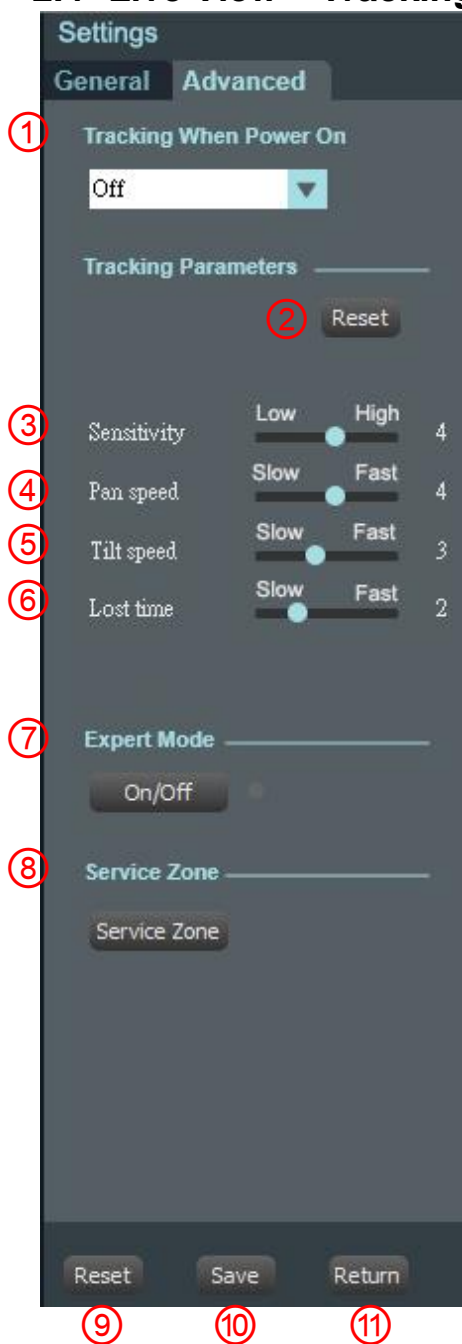 Settings
General Advanced
① Tracking When Power On
Off
Tracking Parameters
② Reset
Low High
③ Sensitivity 4
Slow Fast
④ Pan speed 4
Slow Fast
⑤ Tilt speed 3
Slow Fast
⑥ Lost time 2
⑦ Expert Mode
On/Off
⑧ Service Zone
Service Zone
Reset Save Return
⑨ ⑩ ⑪